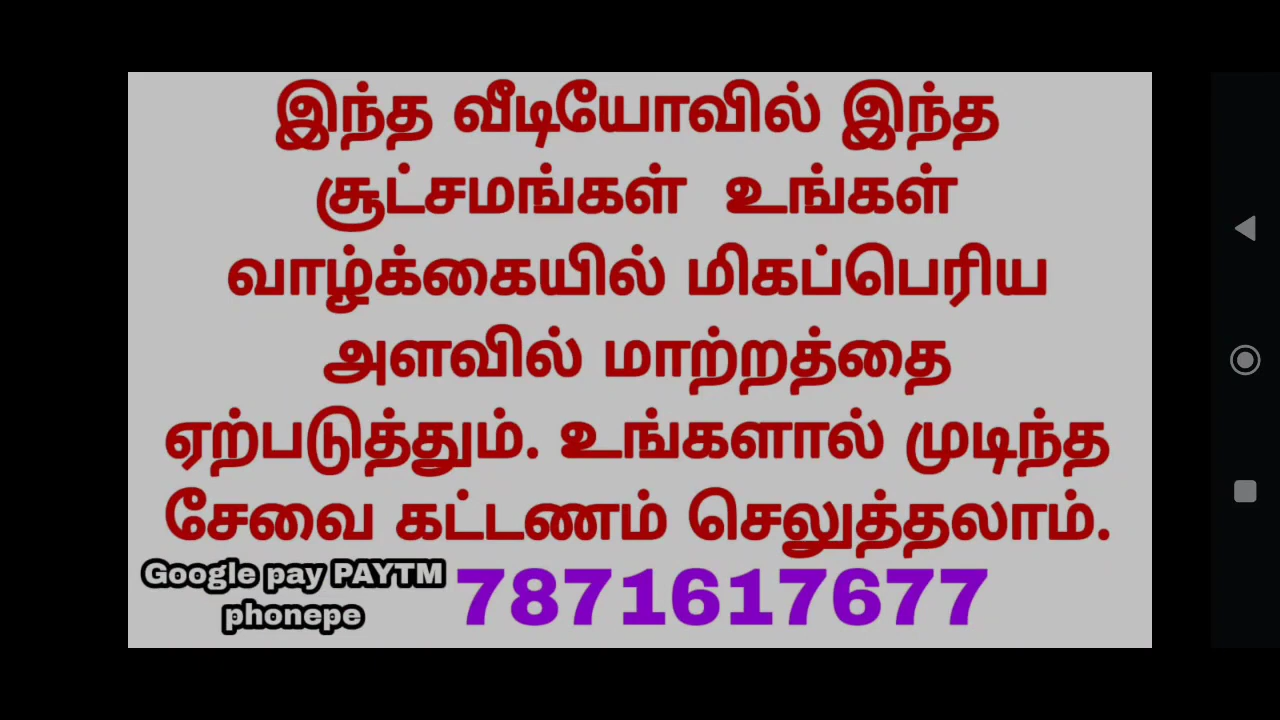 இந்த வீடியோவில் இந்த
சூட்சமங்கள் உங்கள்
வாழ்க்கையில் மிகப்பெரிய
அளவில் மாற்றத்தை
ஏற்படுத்தும். உங்களால் முடிந்த
சேவை கட்டணம் செலுத்தலாம்.
Google pay PAYTM
phonepe
7871617677